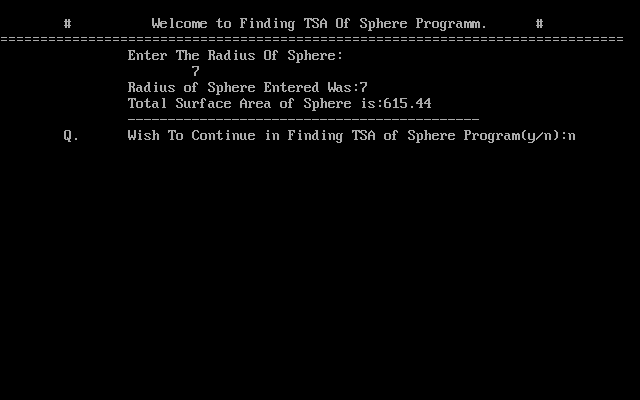 # Welcome to Finding TSA Of Sphere Programm. #
==============================================================================
Enter The Radius Of Sphere:
7
Radius of Sphere Entered Was:7
Total Surface Area of Sphere is:615.44
--------------------------------------------
Q. Wish To Continue in Finding TSA of Sphere Program(y/n):n